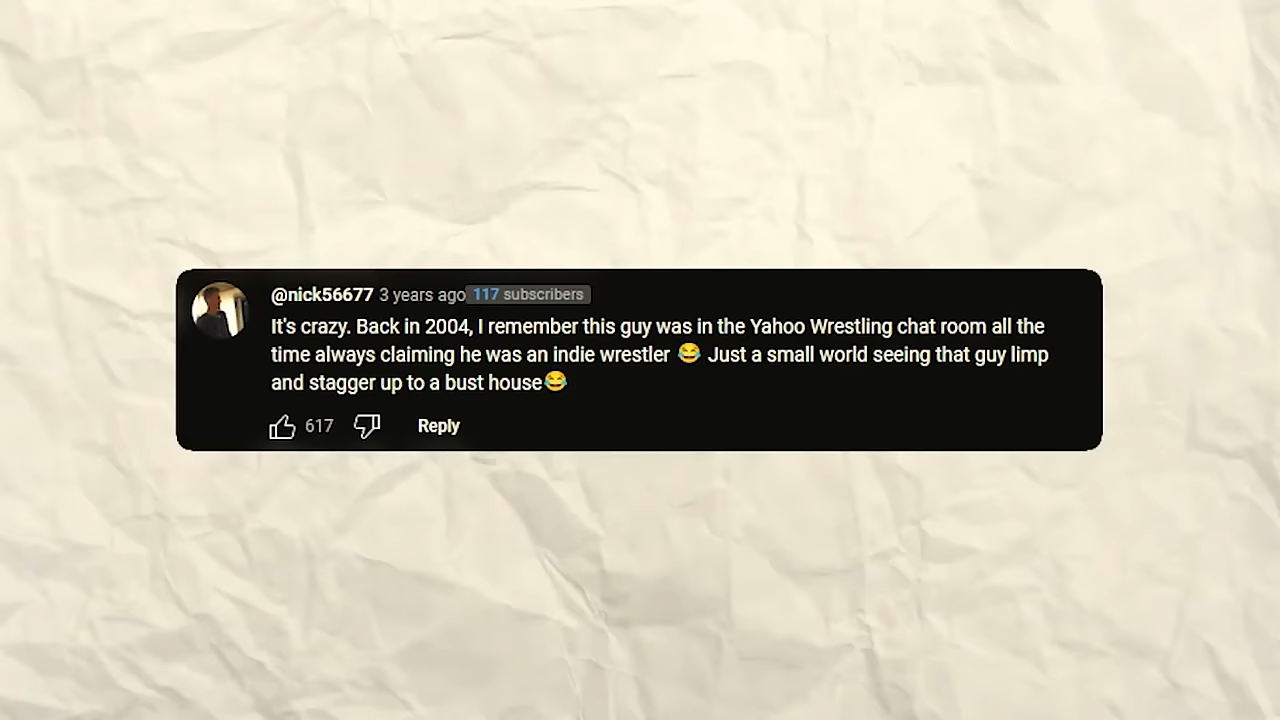 @nick56677 3 years ago 117 subscribers
It's crazy. Back in 2004, I remember this guy was in the Yahoo Wrestling chat room all the
time always claiming he was an indie wrestler 😂 Just a small world seeing that guy limp
and stagger up to a bust house😂
617 Reply